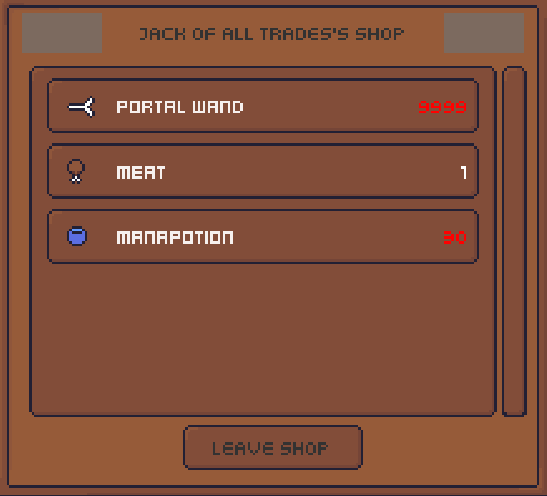 JACK OF ALL TRADES'S SHOP
PORTAL WAND 9999
MEAT 1
MANAPOTION 90
LEAVE SHOP